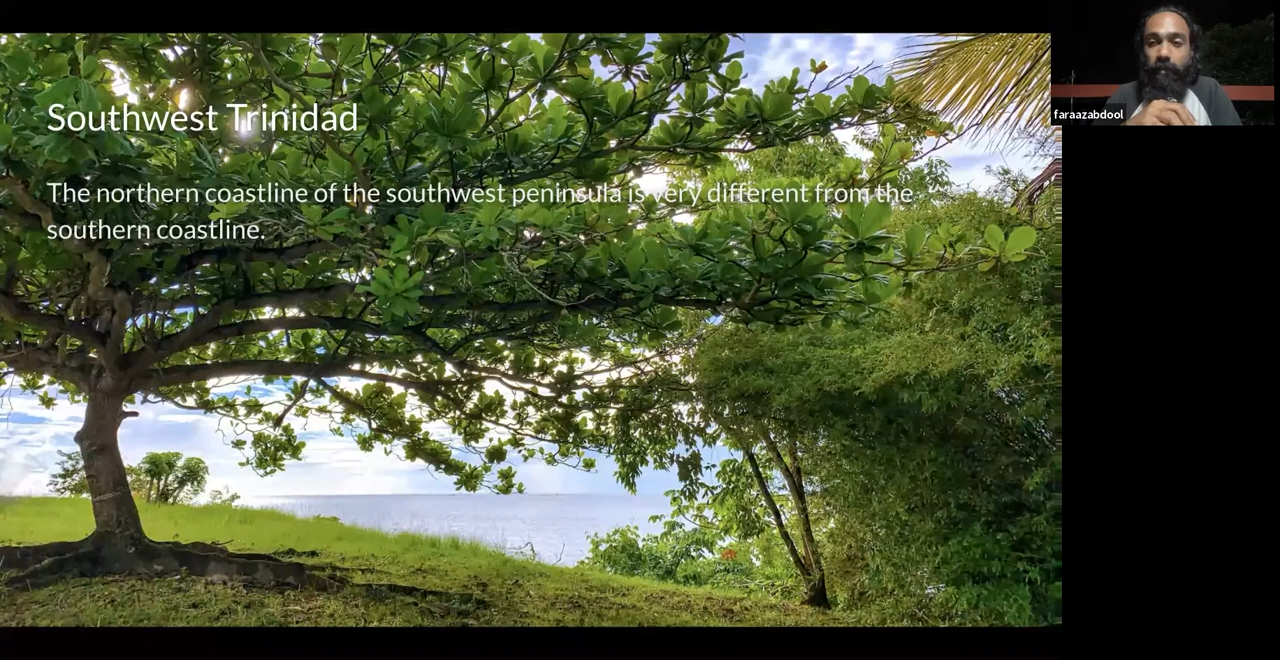 Southwest Trinidad
The northern coastline of the southwest peninsula is very different from the
southern coastline.
faraazabdool